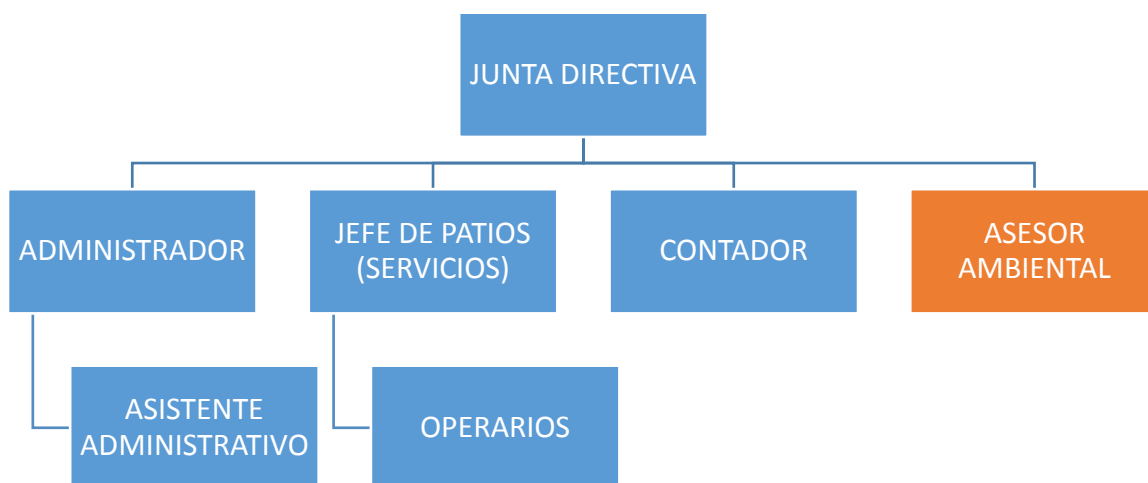 JUNTA DIRECTIVA
ADMINISTRADOR
JEFE DE PATIOS
(SERVICIOS)
CONTADOR
ASESOR
AMBIENTAL
ASISTENTE
ADMINISTRATIVO
OPERARIOS